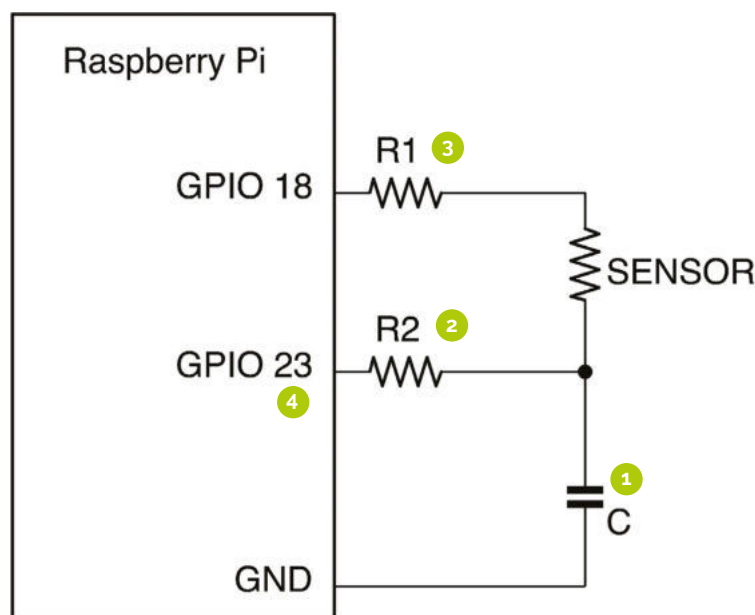 Raspberry Pi
R1 3
GPIO 18
SENSOR
R2 2
GPIO 23
4
1
C
GND